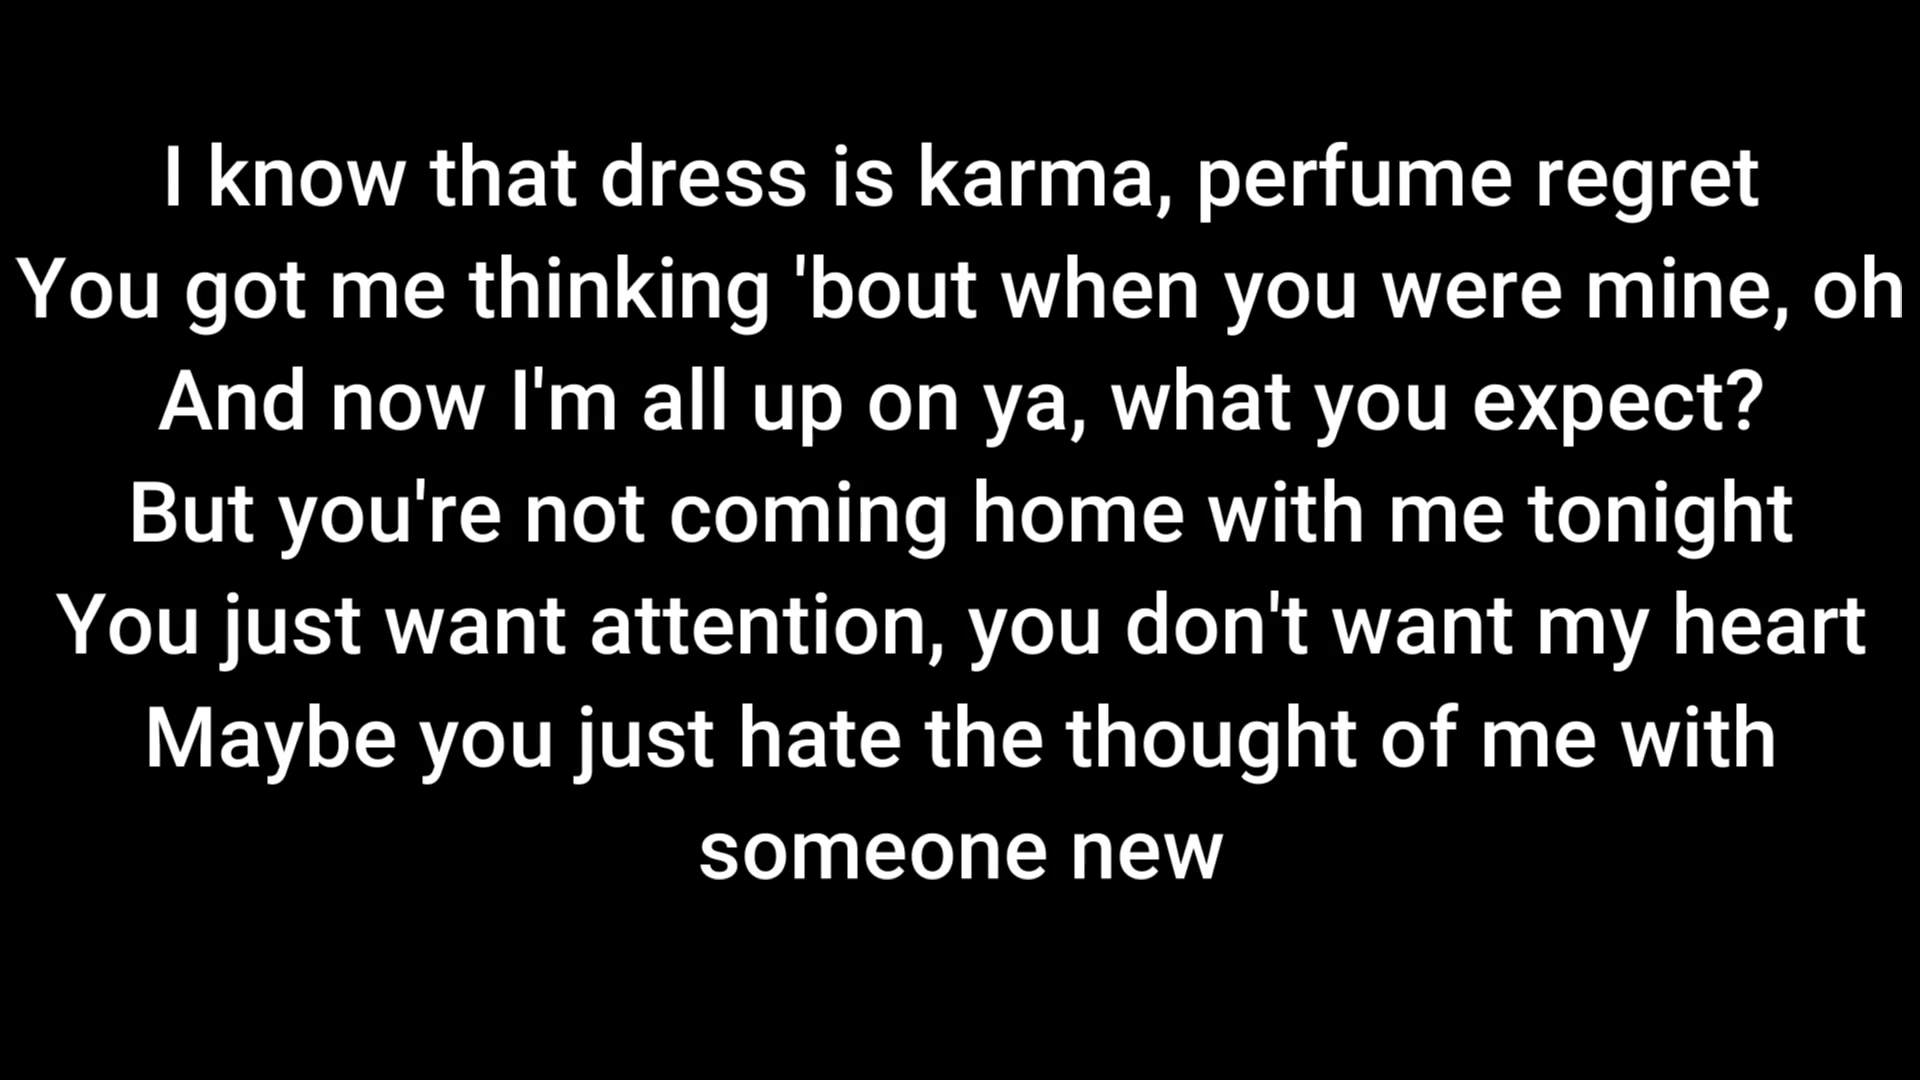 I know that dress is karma, perfume regret
You got me thinking 'bout when you were mine, oh
And now I'm all up on ya, what you expect?
But you're not coming home with me tonight
You just want attention, you don't want my heart
Maybe you just hate the thought of me with
someone new